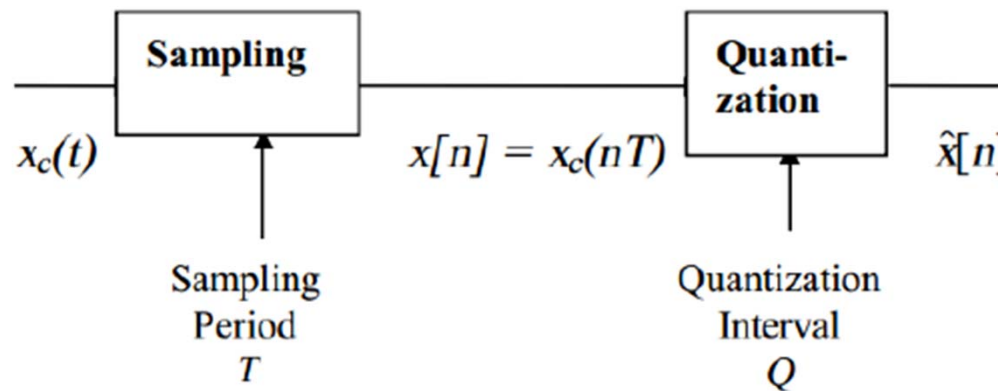 Sampling
Quanti-
zation
x_c(t)
x[n] = x_c(nT)
x̂[n]
Sampling
Period
T
Quantization
Interval
Q